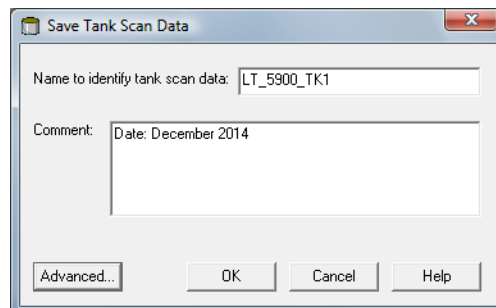 Save Tank Scan Data
Name to identify tank scan data: LT_5900_TK1
Comment: Date: December 2014
Advanced... OK Cancel Help